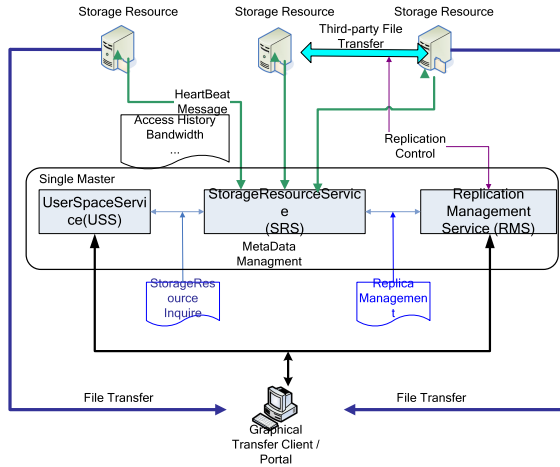 Storage Resource
Storage Resource
Storage Resource
Third-party File
Transfer
HeartBeat
Message
Access History
Bandwidth
...
Replication
Control
Single Master
UserSpaceServi
ce(USS)
StorageResourceServic
e
(SRS)
Replication
Management
Service (RMS)
MetaData
Managment
StorageRes
ource
Inquire
Replica
Managemen
t
File Transfer
File Transfer
Graphical
Transfer Client /
Portal